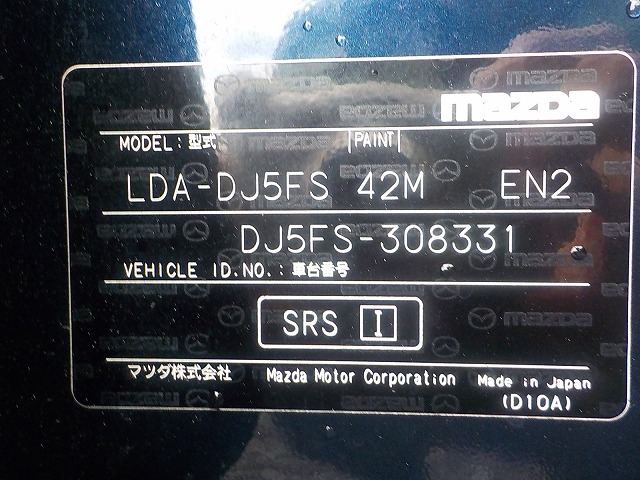 mazda
MODEL:型式 |PAINT|
LDA-DJ5FS 42M EN2
DJ5FS-308331
VEHICLE ID.NO.:車台番号
SRS I
マツダ株式会社 Mazda Motor Corporation Made in Japan
(D10A)